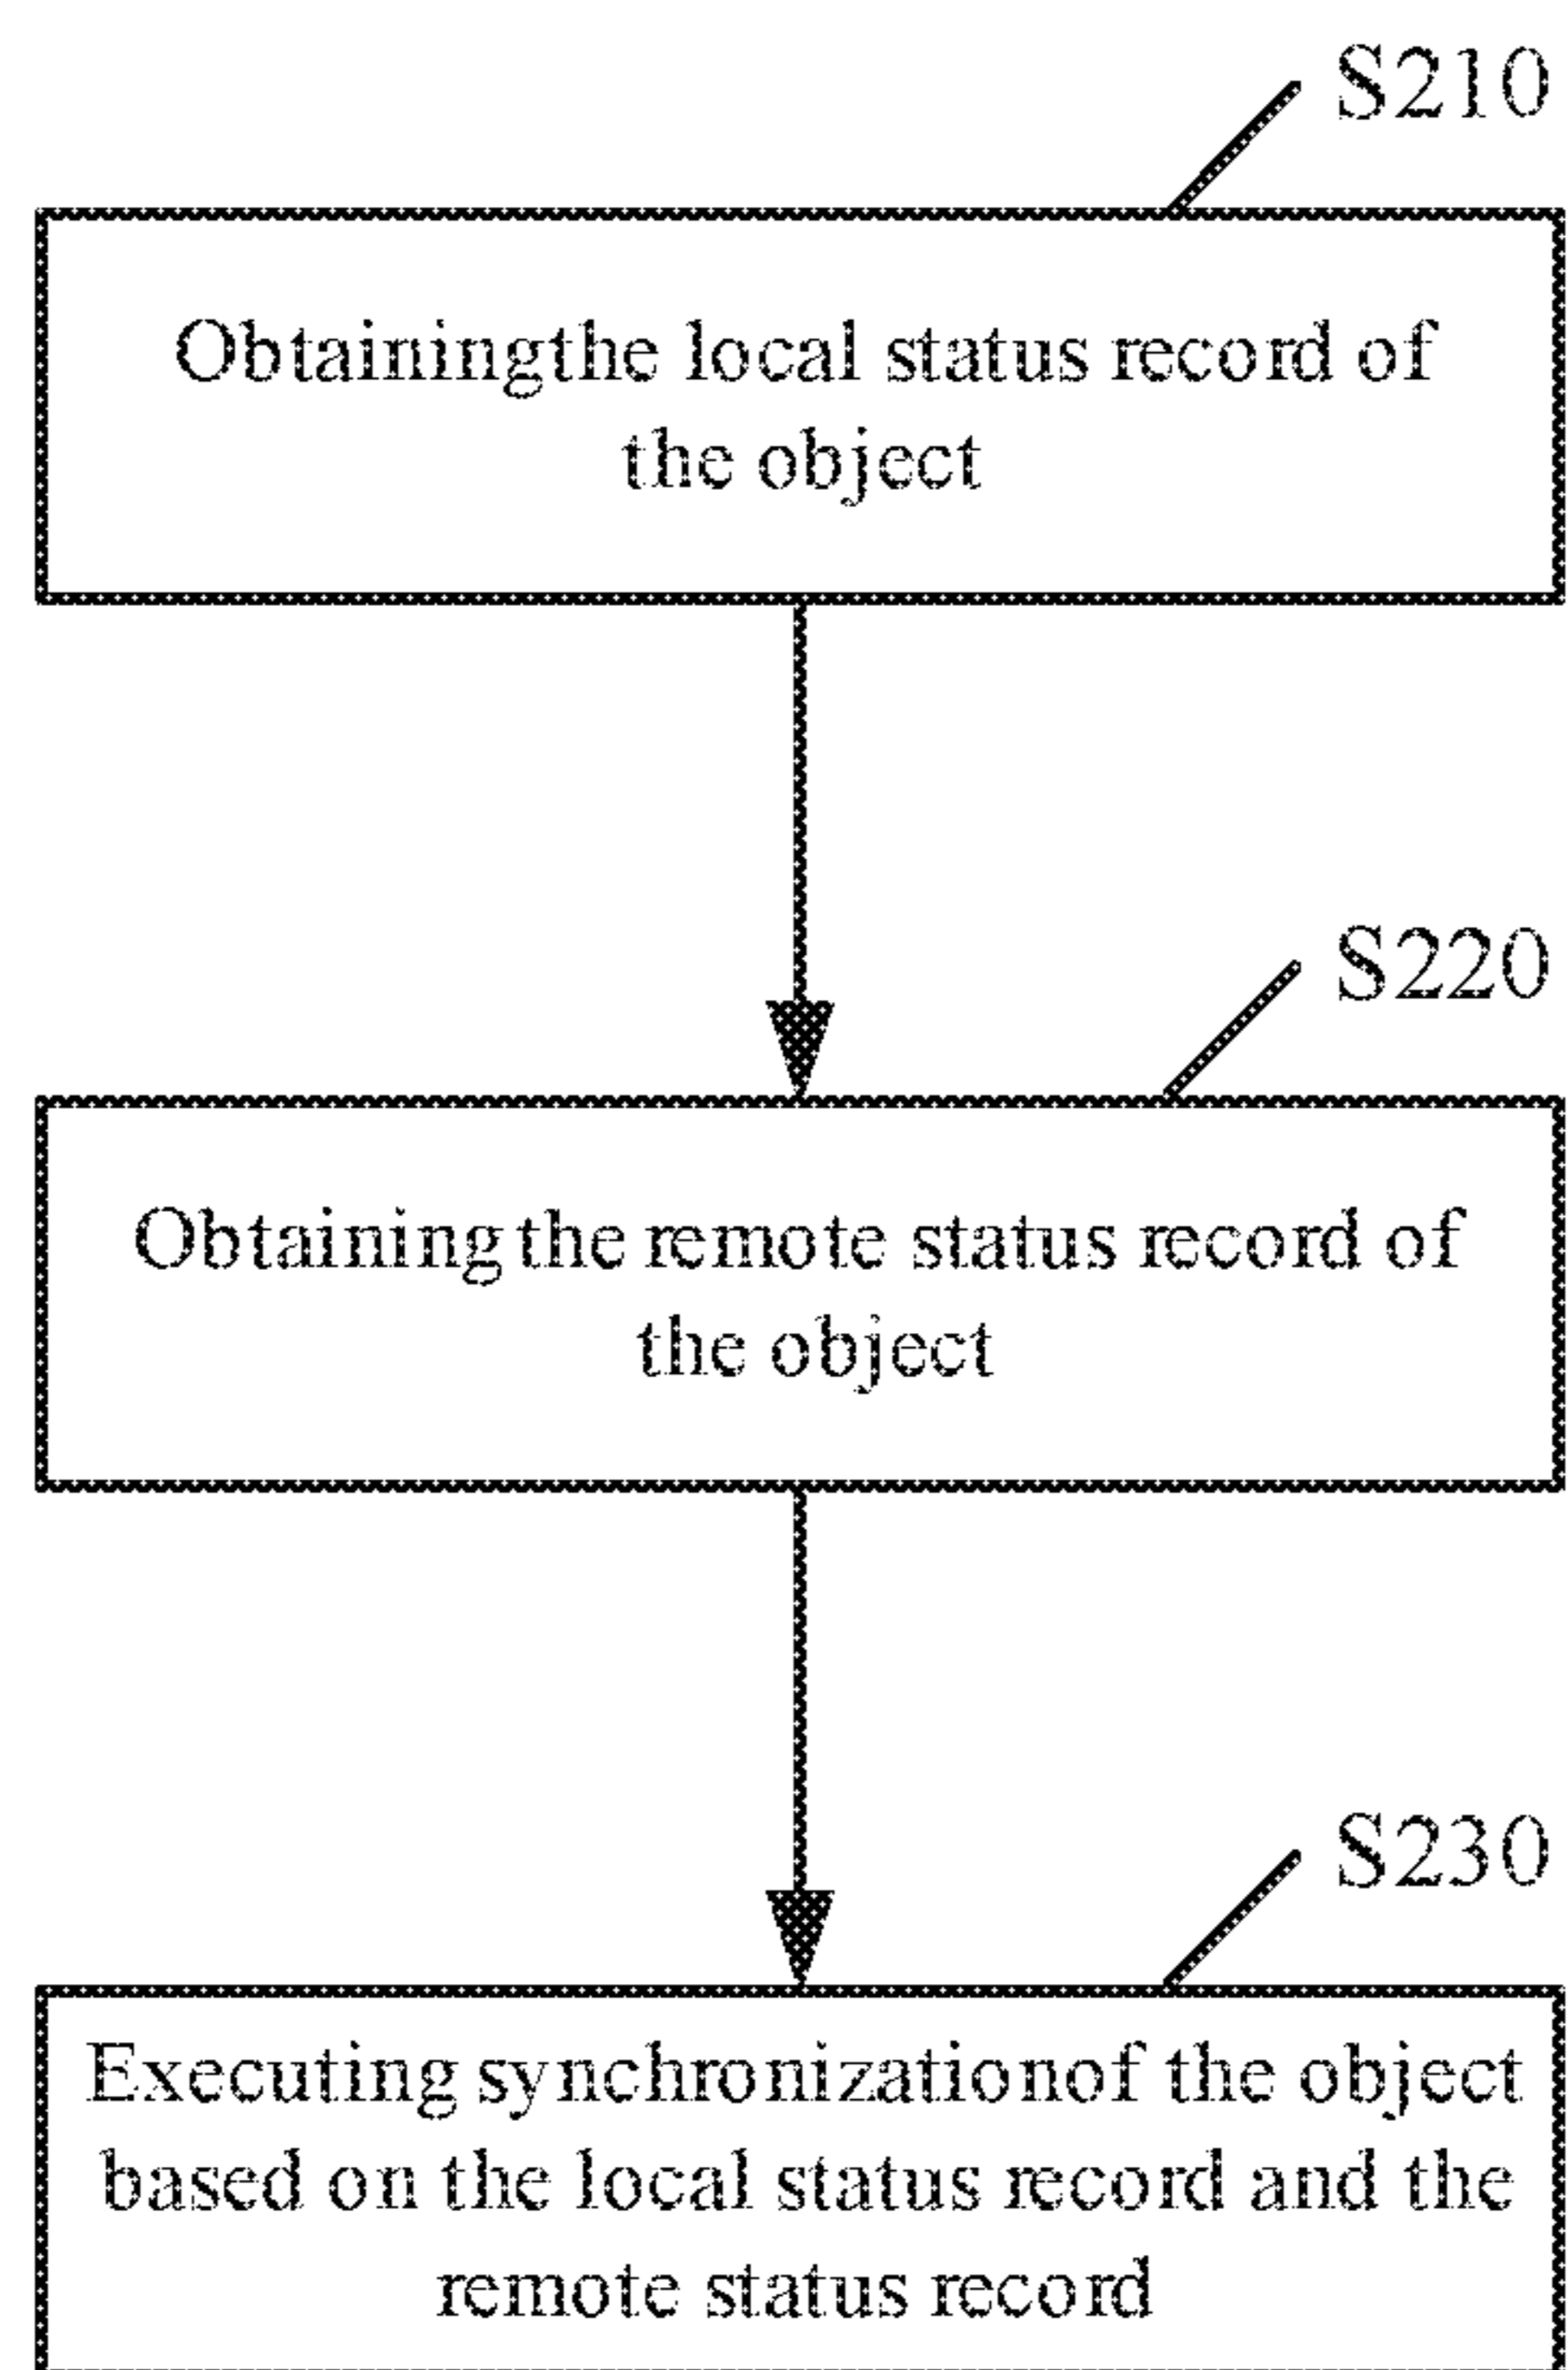 S210
Obtainingthe local status record of
the object
S220
Obtaining the remote status record of
the object
S230
Executing synchronizationof the object
based on the local status record and the
remote status record